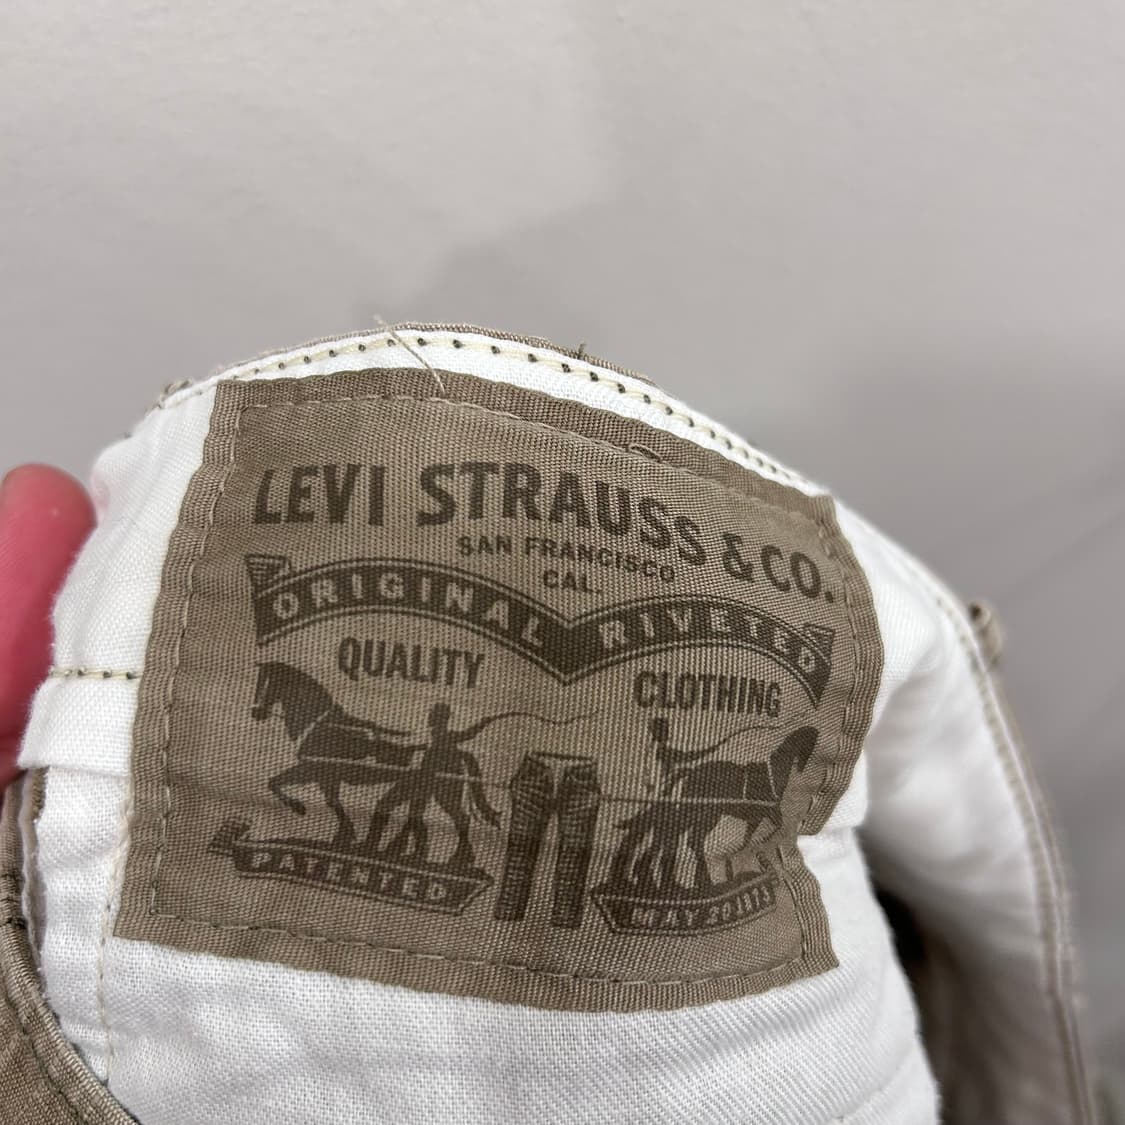 LEVI STRAUSS & CO.
SAN FRANCISCO
CAL.
ORIGINAL RIVETED
QUALITY CLOTHING
PATENTED MAY 20 1873